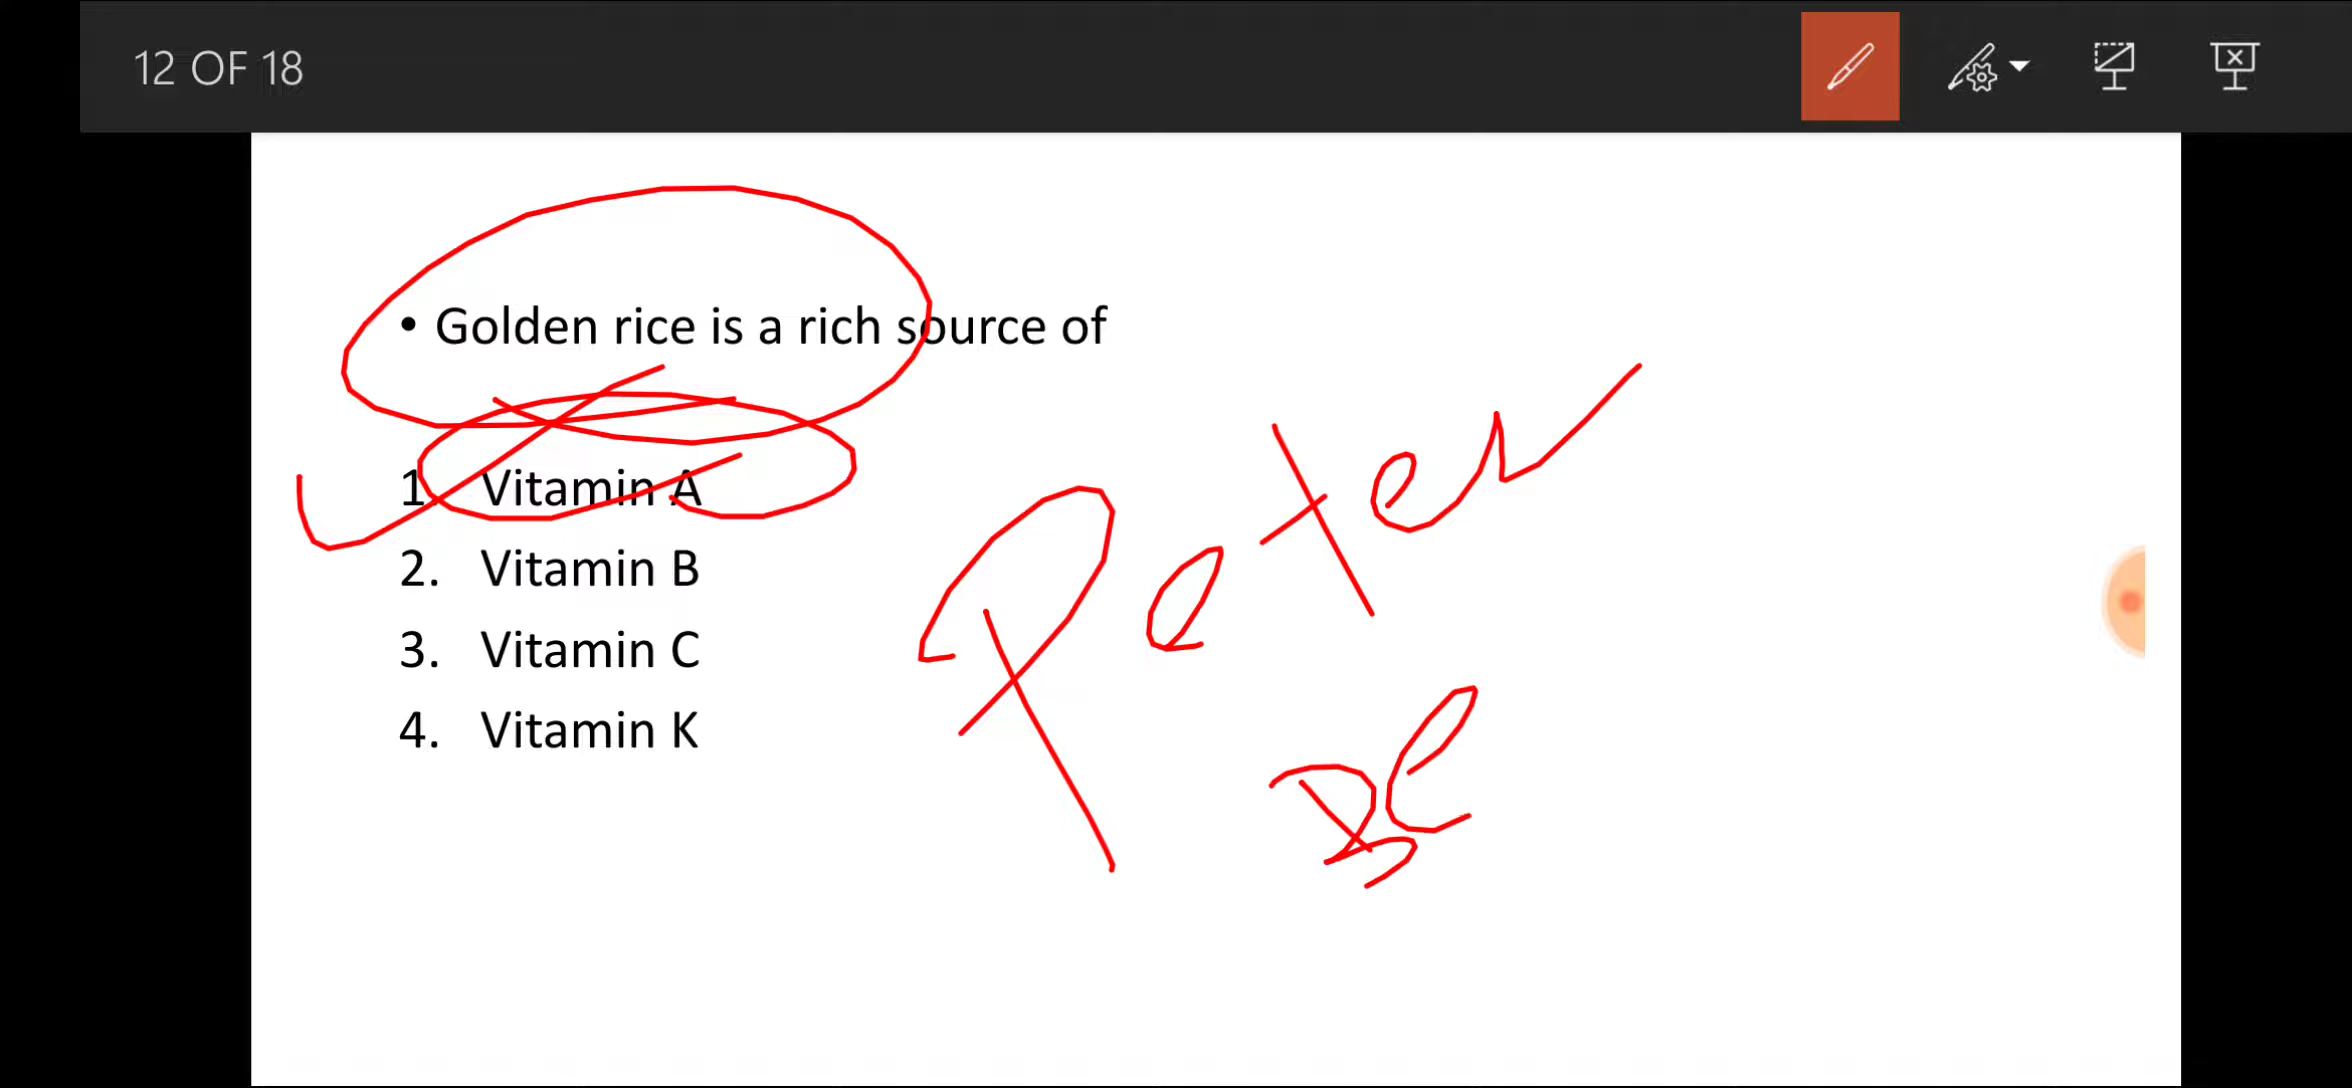 12 OF 18
• Golden rice is a rich source of
1. Vitamin A
2. Vitamin B
3. Vitamin C
4. Vitamin K
Peter